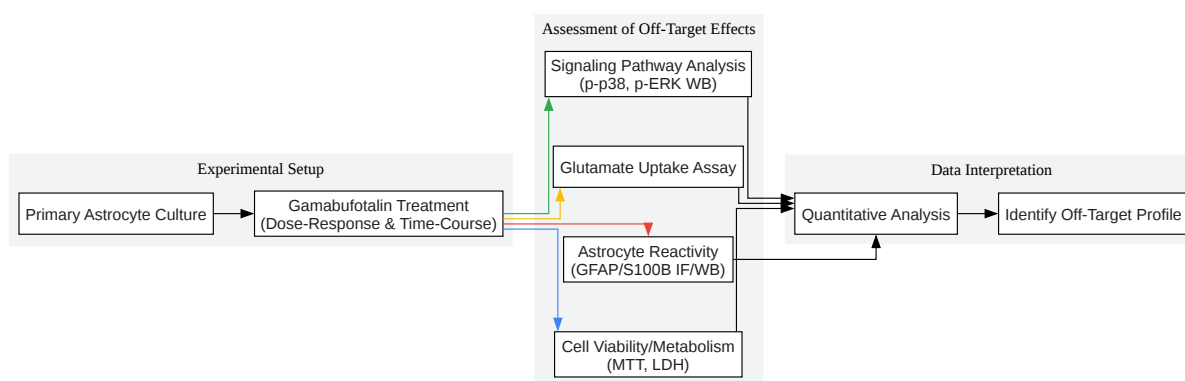 Experimental Setup
Primary Astrocyte Culture
Gamabufotalin Treatment
(Dose-Response & Time-Course)
Assessment of Off-Target Effects
Signaling Pathway Analysis
(p-p38, p-ERK WB)
Glutamate Uptake Assay
Astrocyte Reactivity
(GFAP/S100B IF/WB)
Cell Viability/Metabolism
(MTT, LDH)
Data Interpretation
Quantitative Analysis
Identify Off-Target Profile